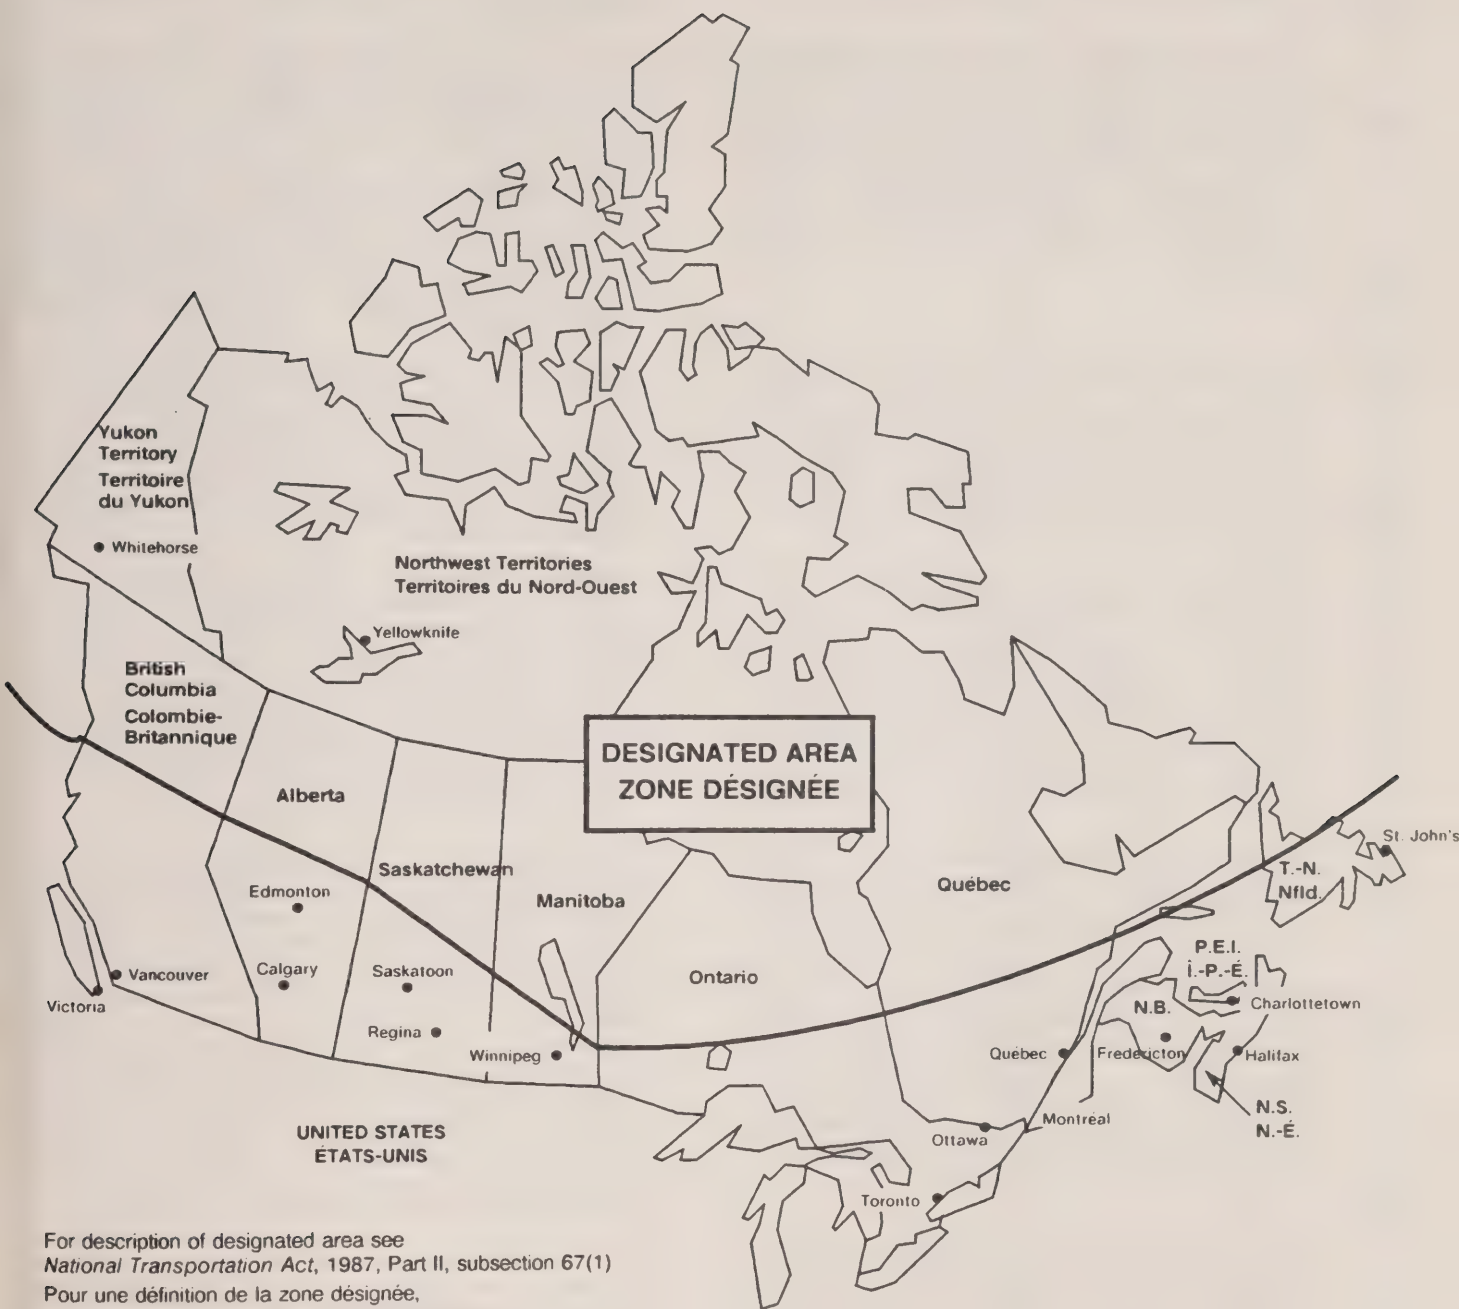 Yukon
Territory
Territoire
du Yukon
Whitehorse
Northwest Territories
Territoires du Nord-Ouest
Yellowknife
British
Columbia
Colombie-
Britannique
DESIGNATED AREA
ZONE DÉSIGNÉE
Alberta
Saskatchewan
Manitoba
Québec
St. John's
T.-N.
Nfld.
Edmonton
Ontario
Vancouver
Victoria
Calgary
Saskatoon
Regina
Winnipeg
P.E.I.
Î.-P.-É.
Charlottetown
N.B.
Québec
Fredericton
Halifax
N.S.
N.-É.
Montréal
Ottawa
Toronto
UNITED STATES
ÉTATS-UNIS
For description of designated area see
National Transportation Act, 1987, Part II, subsection 67(1)
Pour une définition de la zone désignée,